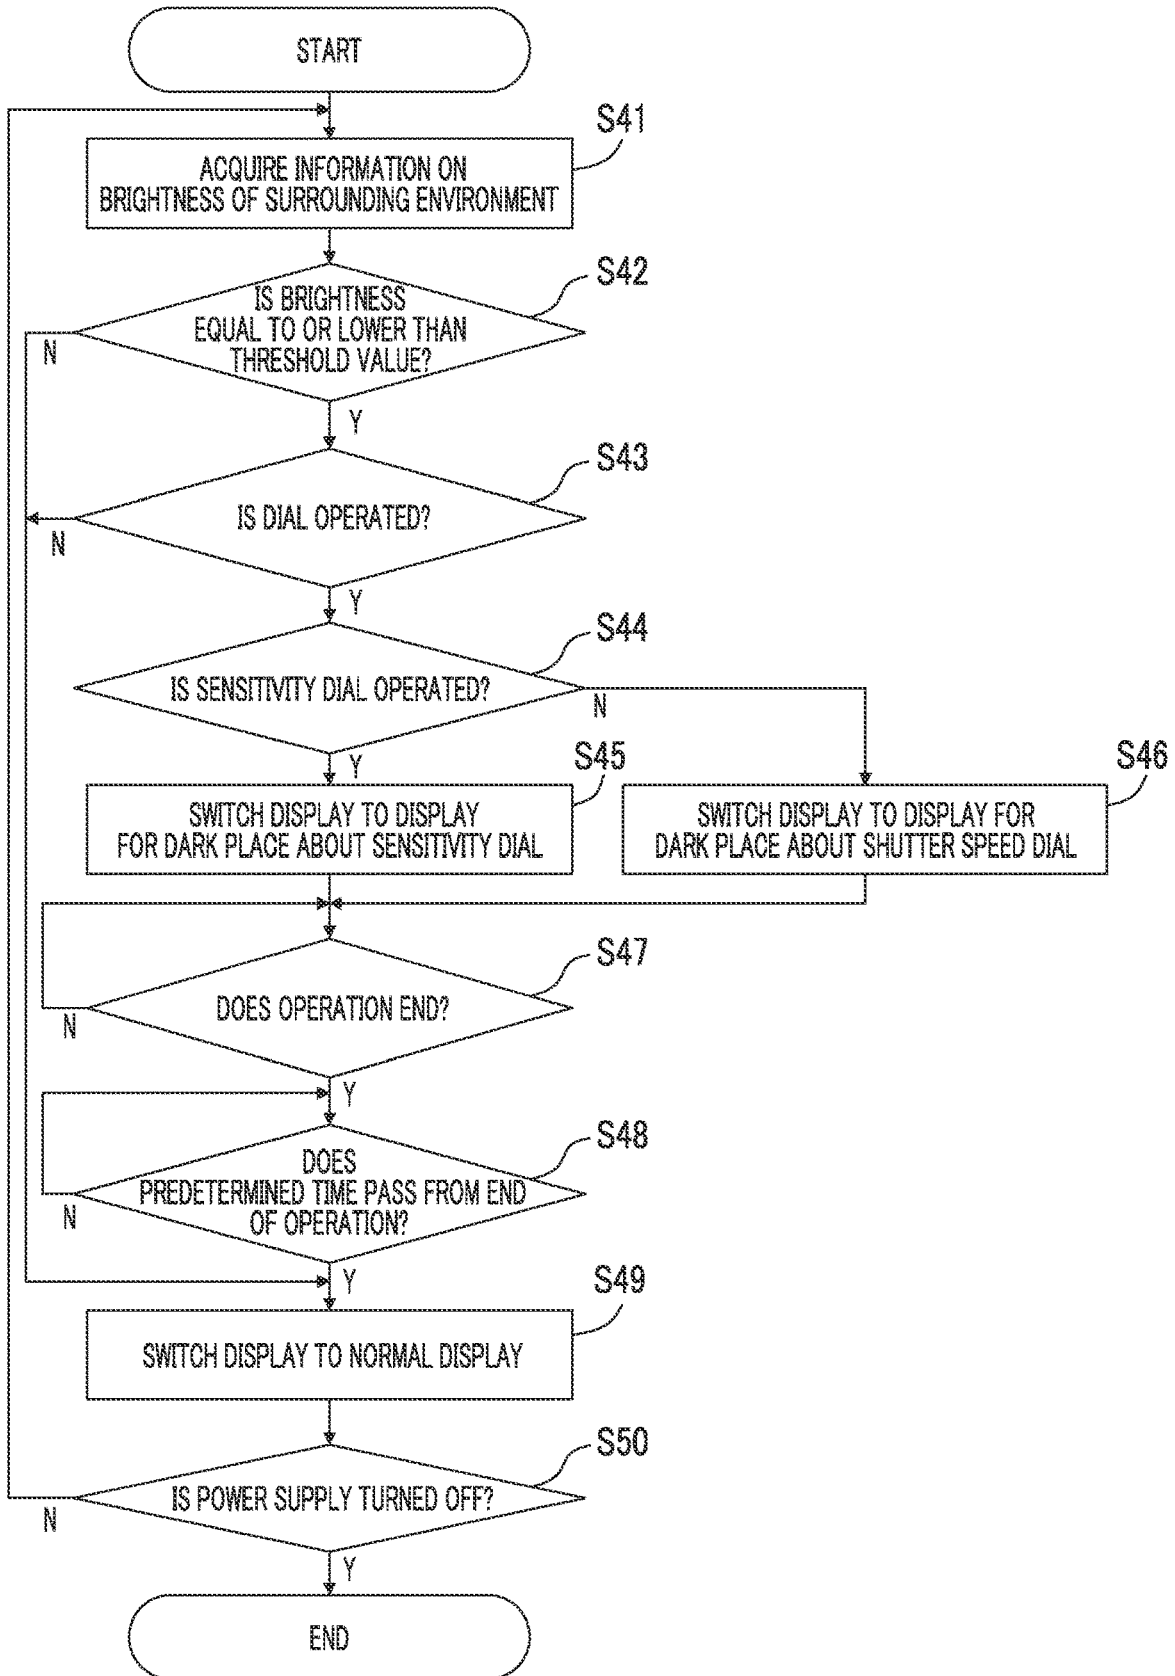 START
S41
ACQUIRE INFORMATION ON
BRIGHTNESS OF SURROUNDING ENVIRONMENT
S42
IS BRIGHTNESS
EQUAL TO OR LOWER THAN
THRESHOLD VALUE?
N
Y
S43
IS DIAL OPERATED?
N
Y
S44
IS SENSITIVITY DIAL OPERATED?
N
Y
S45
SWITCH DISPLAY TO DISPLAY
FOR DARK PLACE ABOUT SENSITIVITY DIAL
S46
SWITCH DISPLAY TO DISPLAY FOR
DARK PLACE ABOUT SHUTTER SPEED DIAL
S47
DOES OPERATION END?
N
Y
S48
DOES
PREDETERMINED TIME PASS FROM END
OF OPERATION?
N
Y
S49
SWITCH DISPLAY TO NORMAL DISPLAY
S50
IS POWER SUPPLY TURNED OFF?
N
Y
END